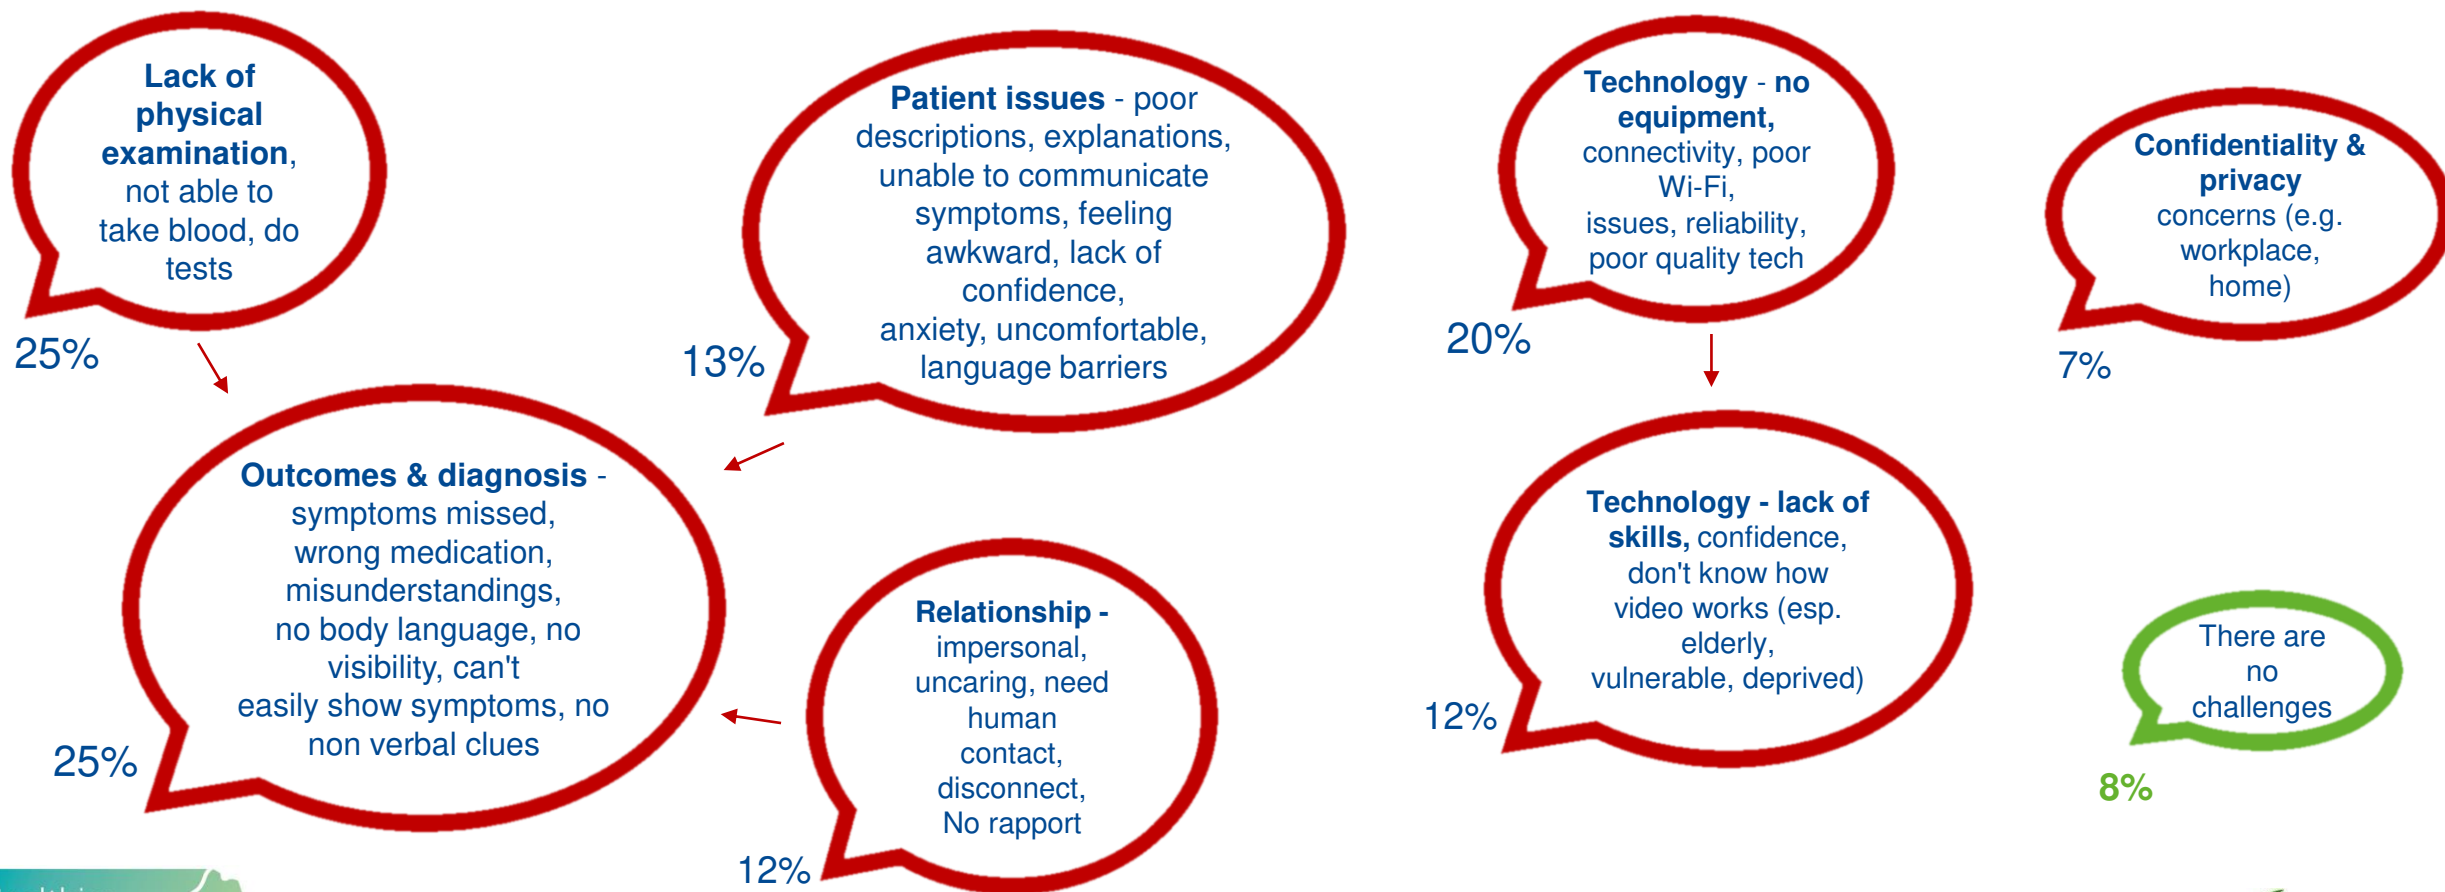 Lack of
physical
examination,
not able to
take blood, do
tests
25%
Patient issues - poor
descriptions, explanations,
unable to communicate
symptoms, feeling
awkward, lack of
confidence,
anxiety, uncomfortable,
language barriers
13%
Technology - no
equipment,
connectivity, poor
Wi-Fi,
issues, reliability,
poor quality tech
20%
Confidentiality &
privacy
concerns (e.g.
workplace,
home)
7%
Outcomes & diagnosis -
symptoms missed,
wrong medication,
misunderstandings,
no body language, no
visibility, can't
easily show symptoms, no
non verbal clues
25%
Relationship -
impersonal,
uncaring, need
human
contact,
disconnect,
No rapport
12%
Technology - lack of
skills, confidence,
don't know how
video works (esp.
elderly,
vulnerable, deprived)
12%
There are
no
challenges
8%